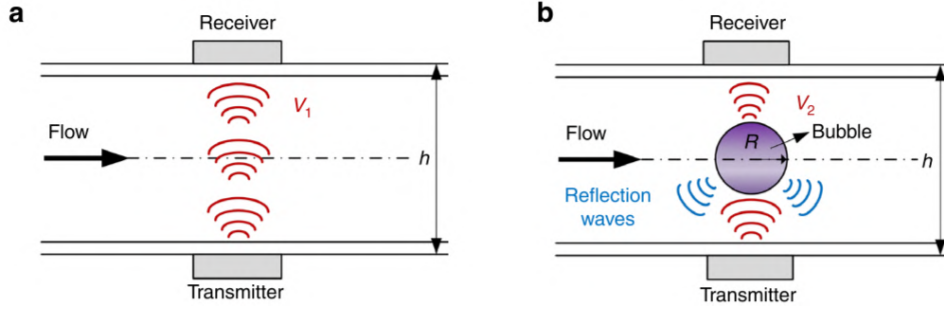 a
Receiver
V1
Flow
h
Transmitter
b
Receiver
V2
Flow
R
Bubble
h
Reflection
waves
Transmitter